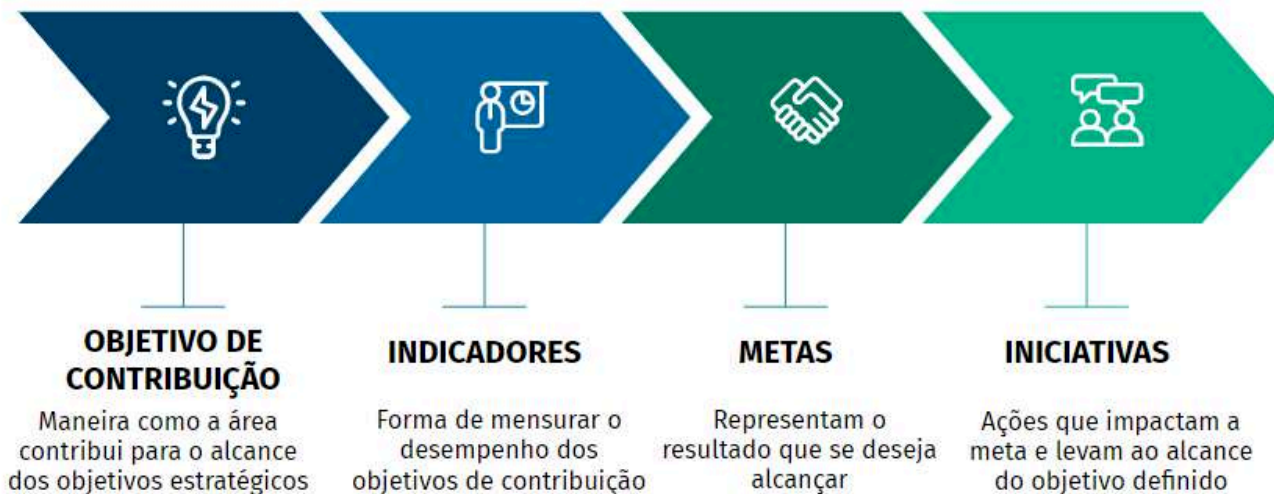 OBJETIVO DE
CONTRIBUIÇÃO
Maneira como a área
contribui para o alcance
dos objetivos estratégicos
INDICADORES
Forma de mensurar o
desempenho dos
objetivos de contribuição
METAS
Representam o
resultado que se deseja
alcançar
INICIATIVAS
Ações que impactam a
meta e levam ao alcance
do objetivo definido